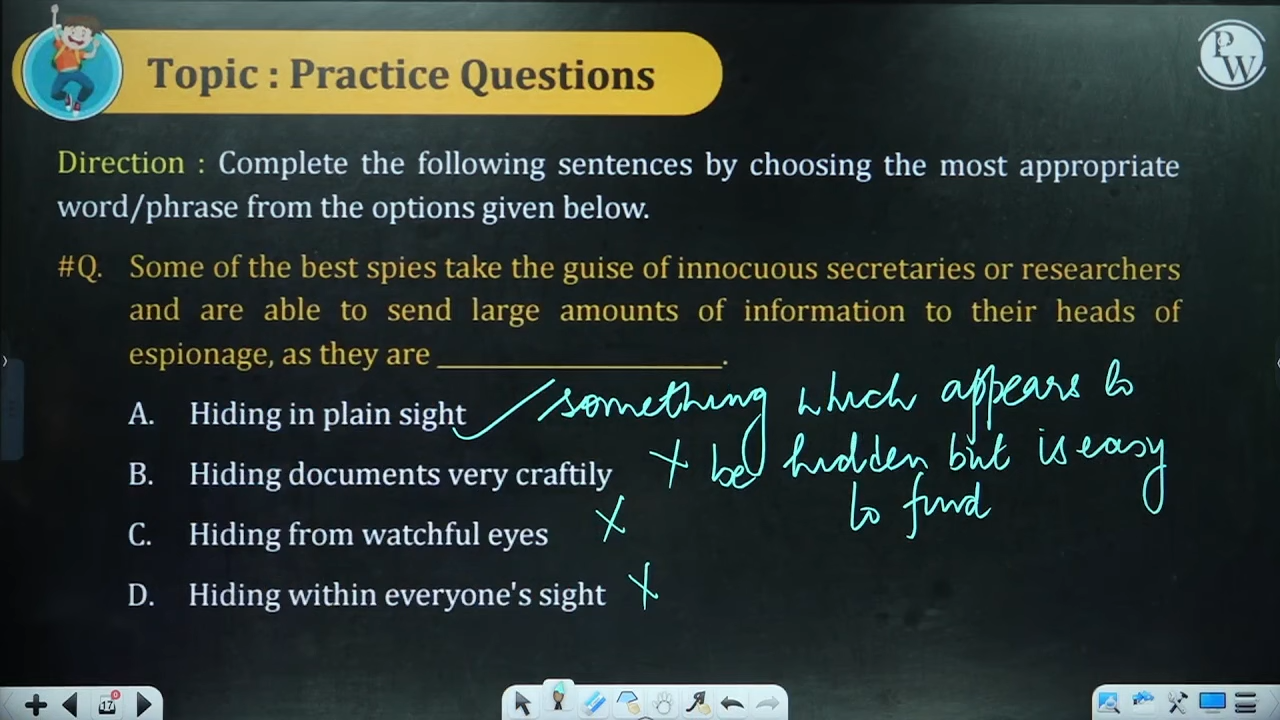 Topic : Practice Questions
PW
Direction : Complete the following sentences by choosing the most appropriate
word/phrase from the options given below.
#Q. Some of the best spies take the guise of innocuous secretaries or researchers
and are able to send large amounts of information to their heads of
espionage, as they are ____________________.
A. Hiding in plain sight
something which appears to
B. Hiding documents very craftily
be hidden but is easy
to find
C. Hiding from watchful eyes
D. Hiding within everyone's sight
17